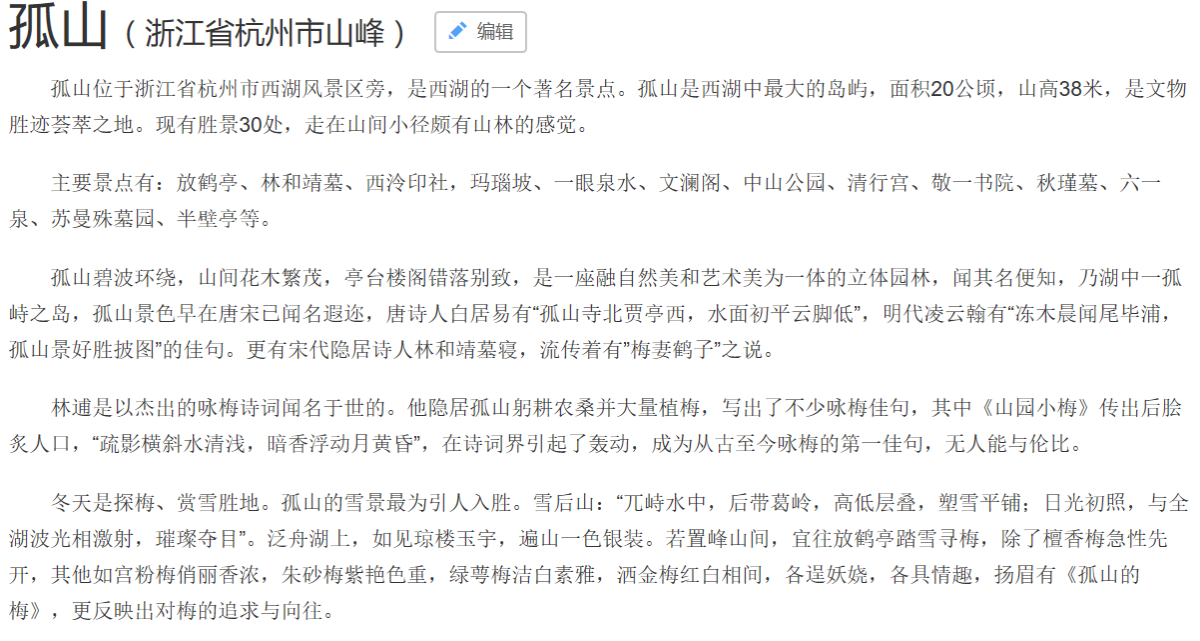 孤山（浙江省杭州市山峰） 编辑
孤山位于浙江省杭州市西湖风景区旁，是西湖的一个著名景点。孤山是西湖中最大的岛屿，面积20公顷，山高38米，是文物
胜迹荟萃之地。现有胜景30处，走在山间小径颇有山林的感觉。
主要景点有：放鹤亭、林和靖墓、西泠印社，玛瑙坡、一眼泉水、文澜阁、中山公园、清行宫、敬一书院、秋瑾墓、六一
泉、苏曼殊墓园、半壁亭等。
孤山碧波环绕，山间花木繁茂，亭台楼阁错落别致，是一座融自然美和艺术美为一体的立体园林，闻其名便知，乃湖中一孤
峙之岛，孤山景色早在唐宋已闻名遐迩，唐诗人白居易有“孤山寺北贾亭西，水面初平云脚低”，明代凌云翰有“冻木晨闻尾毕浦，
孤山景好胜披图”的佳句。更有宋代隐居诗人林和靖墓寝，流传着有”梅妻鹤子”之说。
林逋是以杰出的咏梅诗词闻名于世的。他隐居孤山躬耕农桑并大量植梅，写出了不少咏梅佳句，其中《山园小梅》传出后脍
炙人口，“疏影横斜水清浅，暗香浮动月黄昏”，在诗词界引起了轰动，成为从古至今咏梅的第一佳句，无人能与伦比。
冬天是探梅、赏雪胜地。孤山的雪景最为引人入胜。雪后山：“兀峙水中，后带葛岭，高低层叠，塑雪平铺；日光初照，与全
湖波光相激射，璀璨夺目”。泛舟湖上，如见琼楼玉宇，遍山一色银装。若置峰山间，宜往放鹤亭踏雪寻梅，除了檀香梅急性先
开，其他如宫粉梅俏丽香浓，朱砂梅紫艳色重，绿萼梅洁白素雅，洒金梅红白相间，各逞妖娆，各具情趣，扬眉有《孤山的
梅》，更反映出对梅的追求与向往。